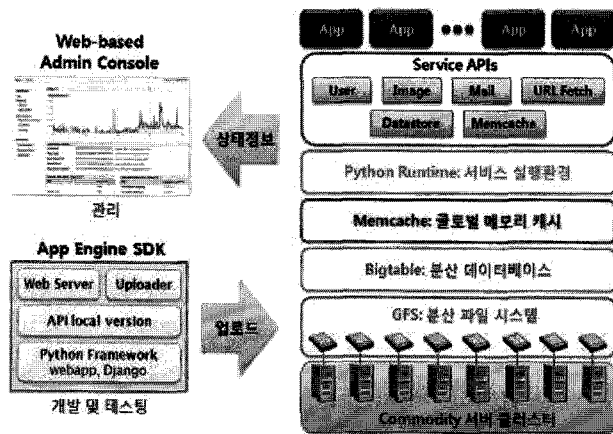 Web-based
Admin Console
관리
App Engine SDK
Web Server
Uploader
API local version
Python Framework
webapp, Django
개발 및 테스팅
상태정보
업로드
App
App
App
App
Service APIs
User
Image
Mail
URL Fetch
Datastore
Memcache
Python Runtime: 서비스 실행환경
Memcache: 글로벌 메모리 캐시
Bigtable: 분산 데이터베이스
GFS: 분산 파일 시스템
Commodity 서버 클러스터